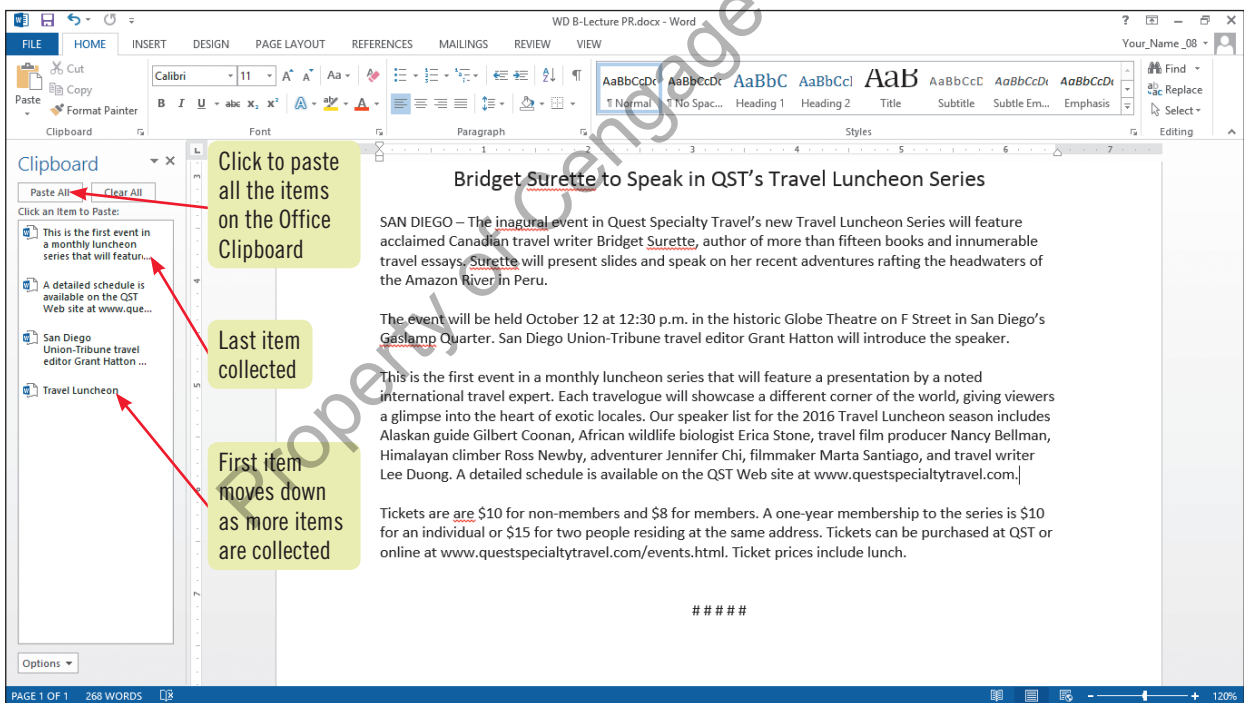 WD B-Lecture PR.docx - Word
FILE HOME INSERT DESIGN PAGE LAYOUT REFERENCES MAILINGS REVIEW VIEW Your_Name _08
Cut
Copy
Format Painter
Paste
Calibri 11
Clipboard Font Paragraph Styles Editing
AaBbCcDc AaBbCcDc AaBbC AaBbCcI AaB AaBbCcD AaBbCcDc AaBbCcDc
¶ Normal ¶ No Spac... Heading 1 Heading 2 Title Subtitle Subtle Em... Emphasis
Find
Replace
Select
Clipboard
Paste All Clear All
Click an Item to Paste:
This is the first event in
a monthly luncheon
series that will featur...
A detailed schedule is
available on the QST
Web site at www.que...
San Diego
Union-Tribune travel
editor Grant Hatton ...
Travel Luncheon
Options
Click to paste
all the items
on the Office
Clipboard
Last item
collected
First item
moves down
as more items
are collected
Bridget Surette to Speak in QST's Travel Luncheon Series
SAN DIEGO – The inagural event in Quest Specialty Travel's new Travel Luncheon Series will feature
acclaimed Canadian travel writer Bridget Surette, author of more than fifteen books and innumerable
travel essays. Surette will present slides and speak on her recent adventures rafting the headwaters of
the Amazon River in Peru.
The event will be held October 12 at 12:30 p.m. in the historic Globe Theatre on F Street in San Diego's
Gaslamp Quarter. San Diego Union-Tribune travel editor Grant Hatton will introduce the speaker.
This is the first event in a monthly luncheon series that will feature a presentation by a noted
international travel expert. Each travelogue will showcase a different corner of the world, giving viewers
a glimpse into the heart of exotic locales. Our speaker list for the 2016 Travel Luncheon season includes
Alaskan guide Gilbert Coonan, African wildlife biologist Erica Stone, travel film producer Nancy Bellman,
Himalayan climber Ross Newby, adventurer Jennifer Chi, filmmaker Marta Santiago, and travel writer
Lee Duong. A detailed schedule is available on the QST Web site at www.questspecialtytravel.com.
Tickets are are $10 for non-members and $8 for members. A one-year membership to the series is $10
for an individual or $15 for two people residing at the same address. Tickets can be purchased at QST or
online at www.questspecialtytravel.com/events.html. Ticket prices include lunch.
# # # # #
Property of Cengage
PAGE 1 OF 1 268 WORDS 120%